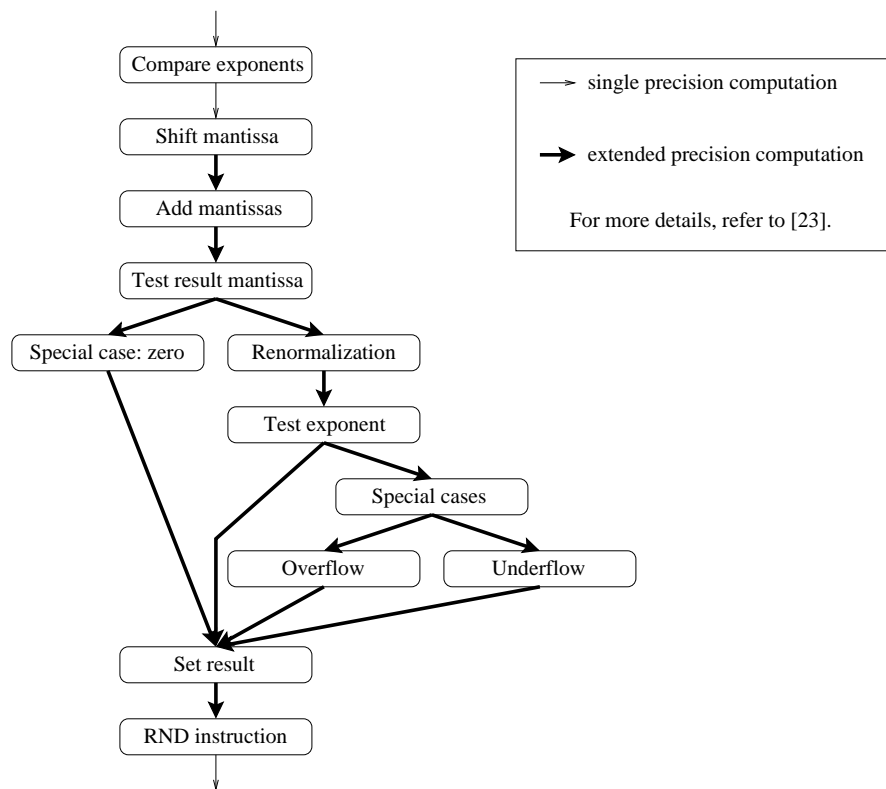 Compare exponents
Shift mantissa
Add mantissas
Test result mantissa
Special case: zero
Renormalization
Test exponent
Special cases
Overflow
Underflow
Set result
RND instruction
single precision computation
extended precision computation
For more details, refer to [23].